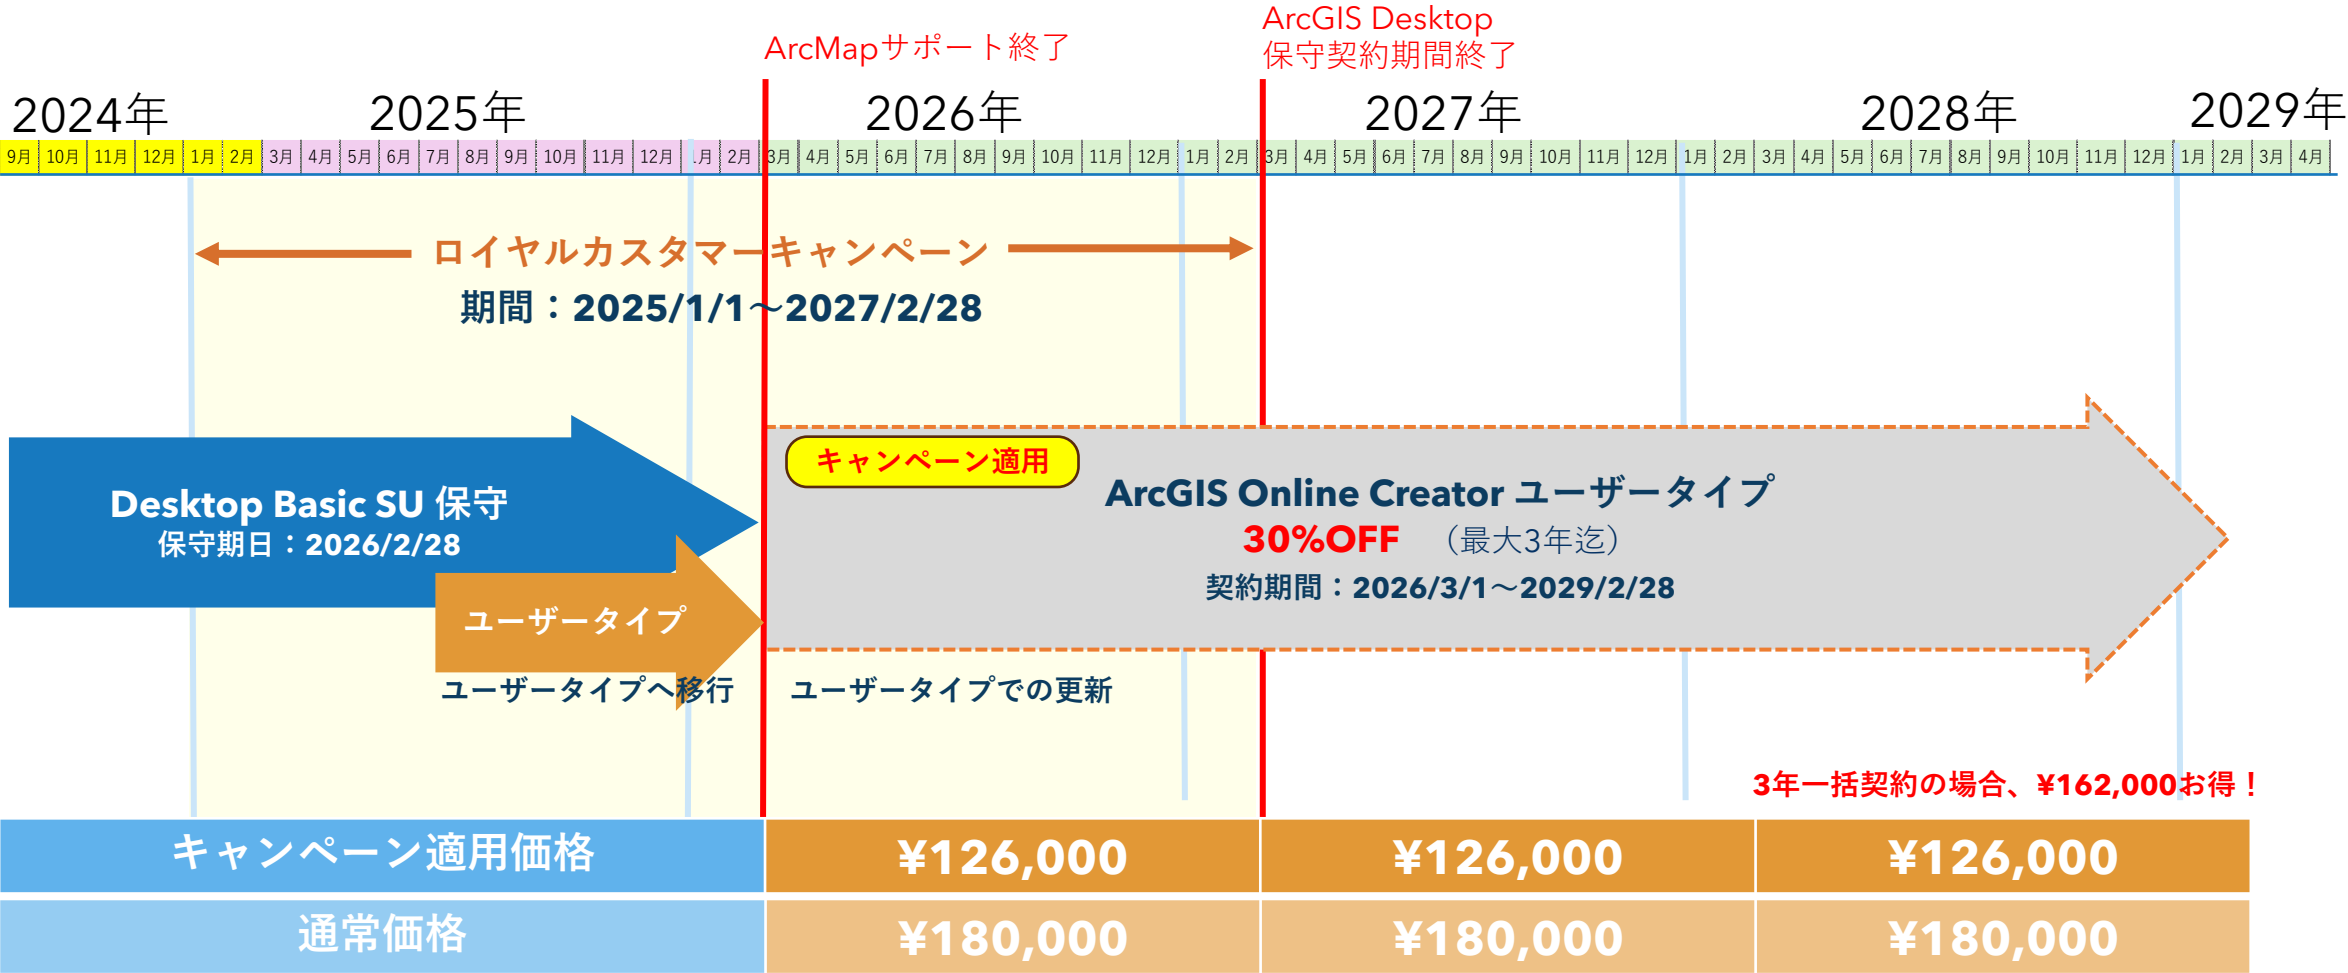 ArcMapサポート終了
ArcGIS Desktop
保守契約期間終了
2024年
2025年
2026年
2027年
2028年
2029年
9月 10月 11月 12月 1月 2月 3月 4月 5月 6月 7月 8月 9月 10月 11月 12月 1月 2月 3月 4月 5月 6月 7月 8月 9月 10月 11月 12月 1月 2月 3月 4月 5月 6月 7月 8月 9月 10月 11月 12月 1月 2月 3月 4月 5月 6月 7月 8月 9月 10月 11月 12月 1月 2月 3月 4月
ロイヤルカスタマーキャンペーン
期間：2025/1/1～2027/2/28
Desktop Basic SU 保守
保守期日：2026/2/28
ユーザータイプ
ユーザータイプへ移行
キャンペーン適用
ArcGIS Online Creator ユーザータイプ
30%OFF （最大3年迄）
契約期間：2026/3/1～2029/2/28
ユーザータイプでの更新
3年一括契約の場合、¥162,000お得！
キャンペーン適用価格 ¥126,000 ¥126,000 ¥126,000
通常価格 ¥180,000 ¥180,000 ¥180,000